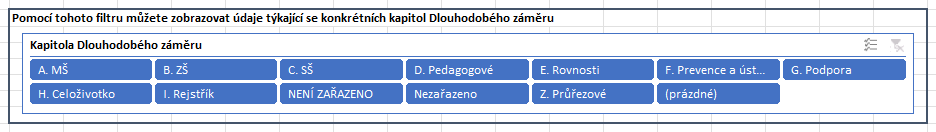 Pomocí tohoto filtru můžete zobrazovat údaje týkající se konkrétních kapitol Dlouhodobého záměru
Kapitola Dlouhodobého záměru
A. MŠ B. ZŠ C. SŠ D. Pedagogové E. Rovnosti F. Prevence a úst... G. Podpora
H. Celoživotko I. Rejstřík NENÍ ZAŘAZENO Nezařazeno Z. Průřezové (prázdné)